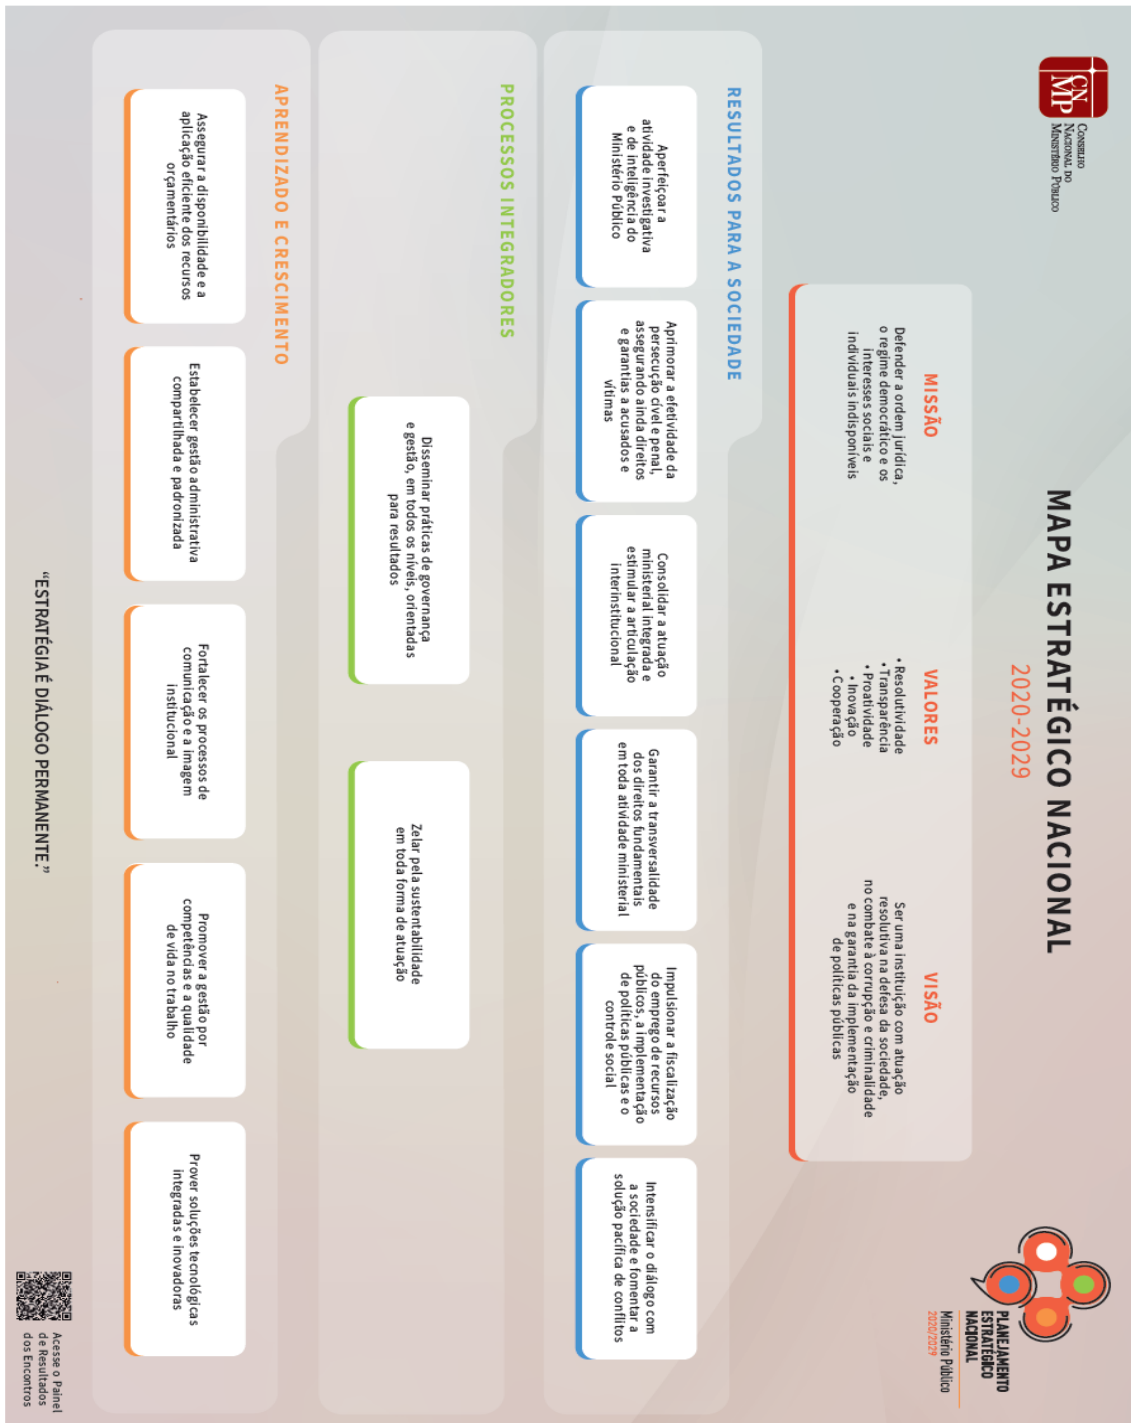 CONSELHO
NACIONAL DO
MINISTÉRIO PÚBLICO
CN
MP
MAPA ESTRATÉGICO NACIONAL
2020-2029
PLANEJAMENTO
ESTRATÉGICO
NACIONAL
Ministério Público
2020/2029
MISSÃO
Defender a ordem jurídica,
o regime democrático e os
interesses sociais e
individuais indisponíveis
VALORES
• Resolutividade
• Transparência
• Proatividade
• Inovação
• Cooperação
VISÃO
Ser uma instituição com atuação
resolutiva na defesa da sociedade,
no combate à corrupção e criminalidade
e na garantia da implementação
de políticas públicas
RESULTADOS PARA A SOCIEDADE
Aperfeiçoar a
atividade investigativa
e de inteligência do
Ministério Público
Aprimorar a efetividade da
persecução cível e penal,
assegurando ainda direitos
e garantias a acusados e
vítimas
Consolidar a atuação
ministerial integrada e
estimular a articulação
interinstitucional
Garantir a transversalidade
dos direitos fundamentais
em toda atividade ministerial
Impulsionar a fiscalização
do emprego de recursos
públicos, a implementação
de políticas públicas e o
controle social
Intensificar o diálogo com
a sociedade e fomentar a
solução pacífica de conflitos
PROCESSOS INTEGRADORES
Disseminar práticas de governança
e gestão, em todos os níveis, orientadas
para resultados
Zelar pela sustentabilidade
em toda forma de atuação
APRENDIZADO E CRESCIMENTO
Assegurar a disponibilidade e a
aplicação eficiente dos recursos
orçamentários
Estabelecer gestão administrativa
compartilhada e padronizada
Fortalecer os processos de
comunicação e a imagem
institucional
Promover a gestão por
competências e a qualidade
de vida no trabalho
Prover soluções tecnológicas
integradas e inovadoras
“ESTRATÉGIA É DIÁLOGO PERMANENTE.”
Acesse o Painel
de Resultados
dos Encontros